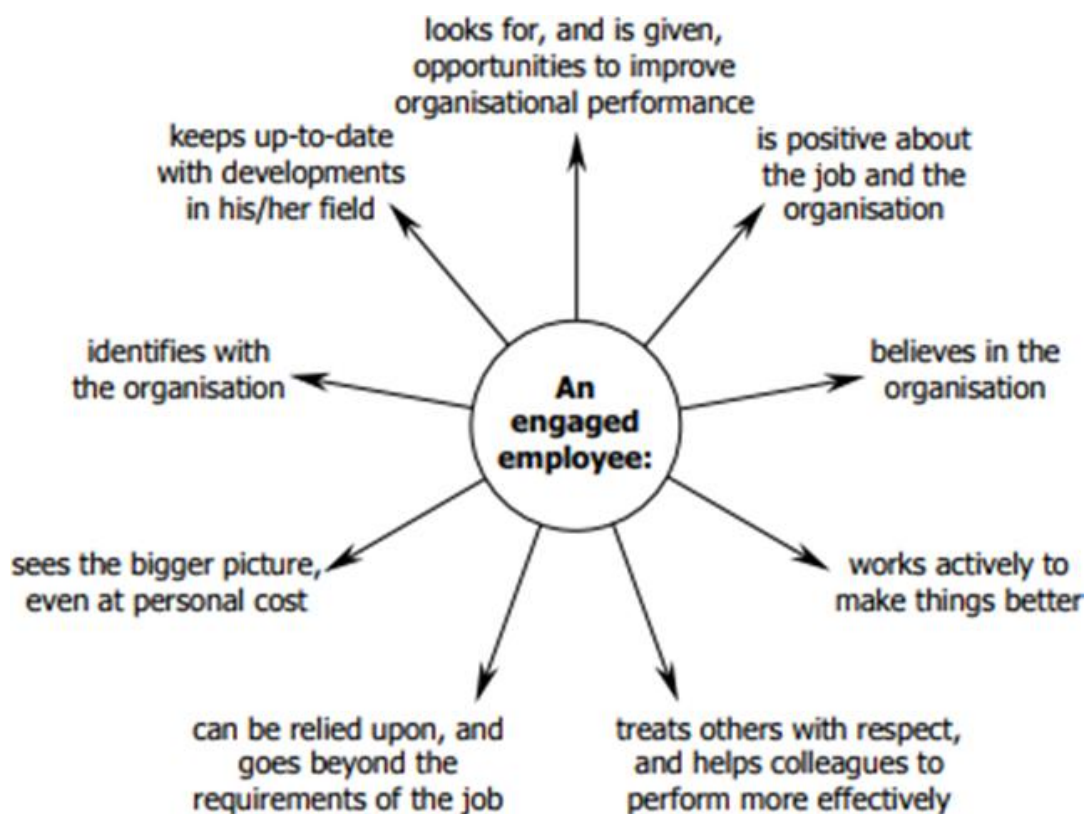 looks for, and is given,
opportunities to improve
organisational performance
keeps up-to-date
with developments
in his/her field
is positive about
the job and the
organisation
identifies with
the organisation
An
engaged
employee:
believes in the
organisation
sees the bigger picture,
even at personal cost
works actively to
make things better
can be relied upon, and
goes beyond the
requirements of the job
treats others with respect,
and helps colleagues to
perform more effectively